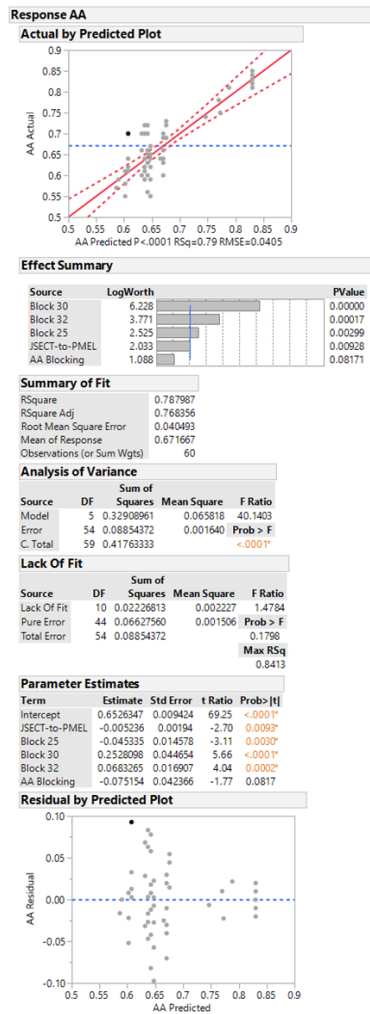 Response AA
Actual by Predicted Plot
0.9
0.85
0.8
0.75
0.7
0.65
0.6
0.55
0.5
AA Actual
0.5 0.55 0.6 0.65 0.7 0.75 0.8 0.85 0.9
AA Predicted P<.0001 RSq=0.79 RMSE=0.0405
Effect Summary
Source LogWorth PValue
Block 30 6.228 0.00000
Block 32 3.771 0.00017
Block 25 2.525 0.00299
JSECT-to-PMEL 2.033 0.00928
AA Blocking 1.088 0.08171
Summary of Fit
RSquare 0.787987
RSquare Adj 0.768356
Root Mean Square Error 0.040493
Mean of Response 0.671667
Observations (or Sum Wgts) 60
Analysis of Variance
Sum of
Source DF Squares Mean Square F Ratio
Model 5 0.32908961 0.065818 40.1403
Error 54 0.08854372 0.001640 Prob > F
C. Total 59 0.41763333 <.0001*
Lack Of Fit
Sum of
Source DF Squares Mean Square F Ratio
Lack Of Fit 10 0.02226813 0.002227 1.4784
Pure Error 44 0.06627560 0.001506 Prob > F
Total Error 54 0.08854372 0.1798
Max RSq
0.8413
Parameter Estimates
Term Estimate Std Error t Ratio Prob>|t|
Intercept 0.6526347 0.009424 69.25 <.0001*
JSECT-to-PMEL -0.005236 0.00194 -2.70 0.0093*
Block 25 -0.045335 0.014578 -3.11 0.0030*
Block 30 0.2528098 0.044654 5.66 <.0001*
Block 32 0.0683265 0.016907 4.04 0.0002*
AA Blocking -0.075154 0.042366 -1.77 0.0817
Residual by Predicted Plot
0.10
0.05
0.00
-0.05
-0.10
AA Residual
0.5 0.55 0.6 0.65 0.7 0.75 0.8 0.85 0.9
AA Predicted